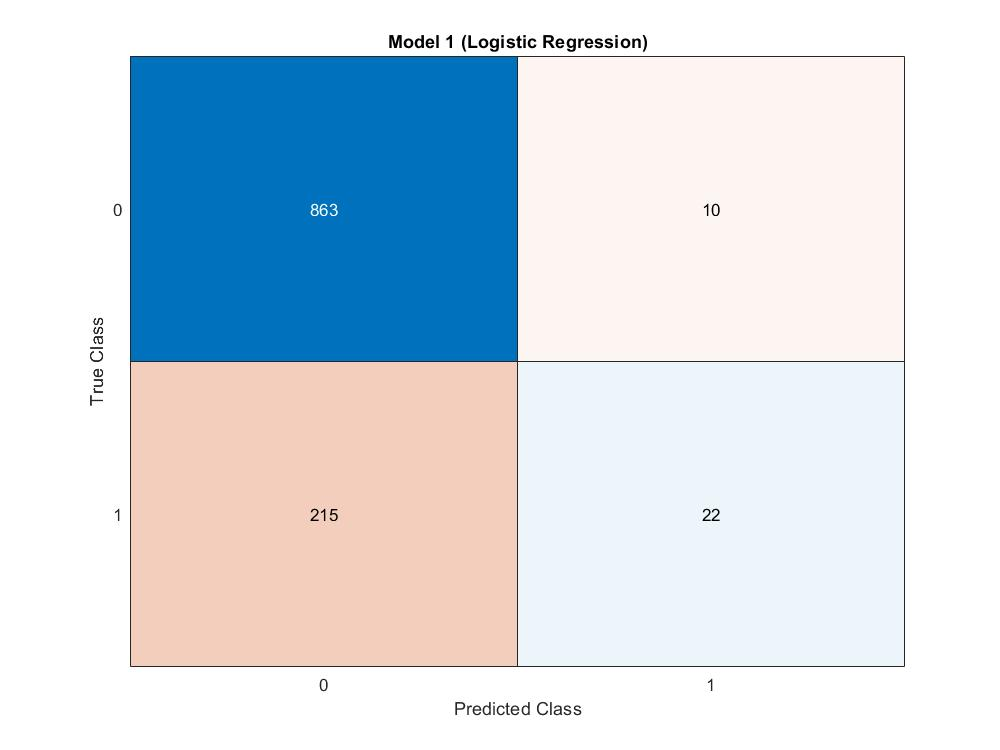 Model 1 (Logistic Regression)
True Class
0
863
10
1
215
22
0
1
Predicted Class